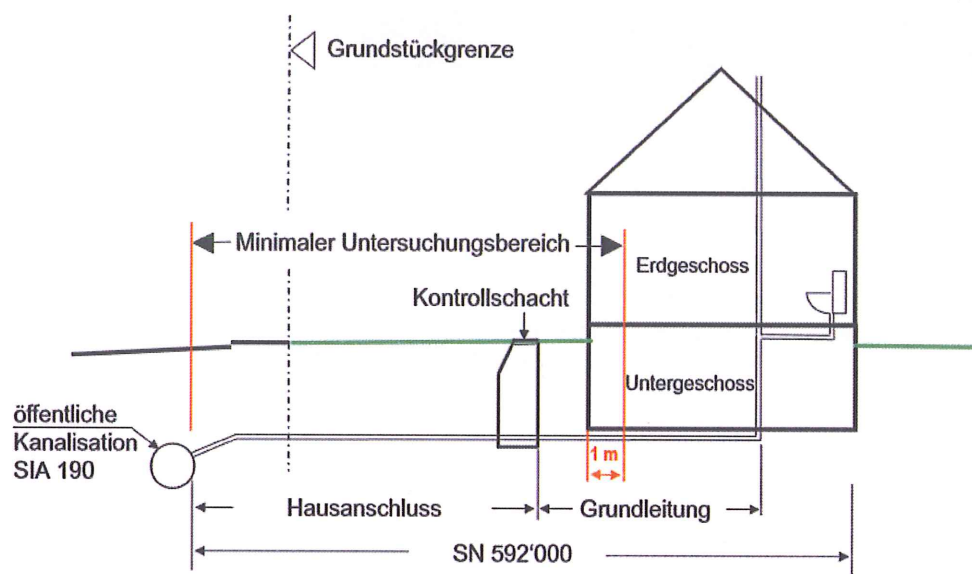 Grundstückgrenze
Minimaler Untersuchungsbereich
Erdgeschoss
Kontrollschacht
Untergeschoss
öffentliche
Kanalisation
SIA 190
1 m
Hausanschluss
Grundleitung
SN 592'000